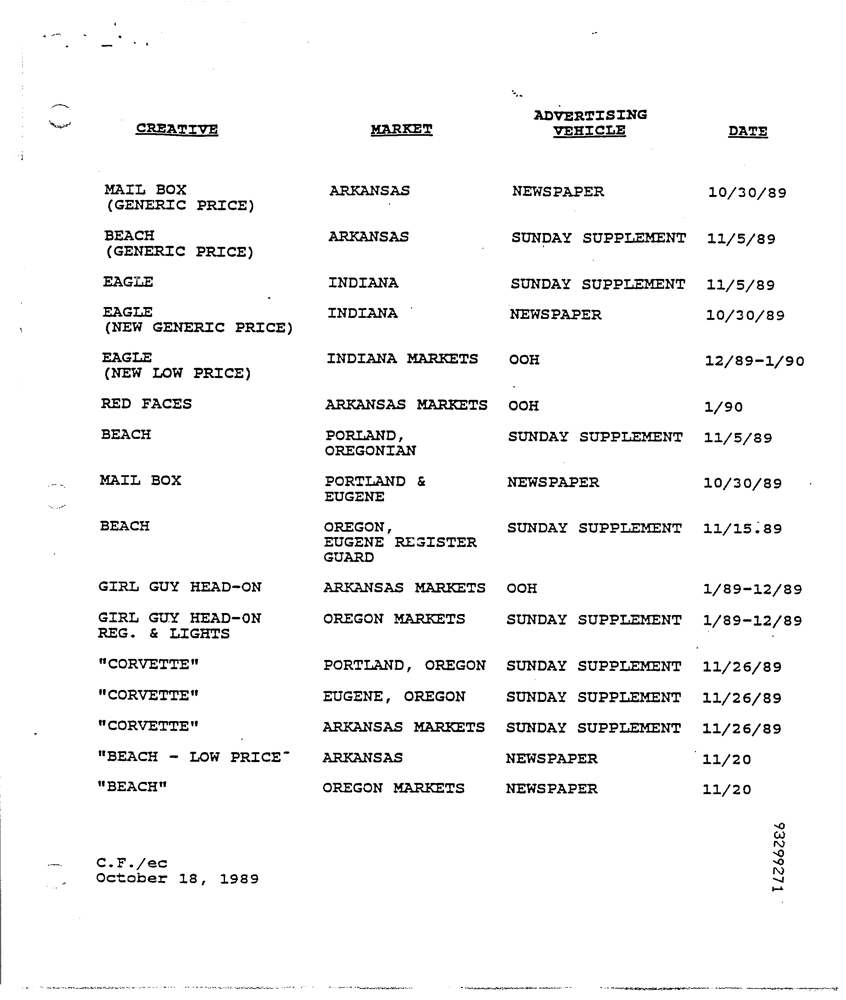 CREATIVE MARKET ADVERTISING VEHICLE DATE
MAIL BOX ARKANSAS NEWSPAPER 10/30/89
(GENERIC PRICE)
BEACH ARKANSAS SUNDAY SUPPLEMENT 11/5/89
(GENERIC PRICE)
EAGLE INDIANA SUNDAY SUPPLEMENT 11/5/89
EAGLE INDIANA NEWSPAPER 10/30/89
(NEW GENERIC PRICE)
EAGLE INDIANA MARKETS OOH 12/89-1/90
(NEW LOW PRICE)
RED FACES ARKANSAS MARKETS OOH 1/90
BEACH PORLAND, SUNDAY SUPPLEMENT 11/5/89
OREGONIAN
MAIL BOX PORTLAND & NEWSPAPER 10/30/89
EUGENE
BEACH OREGON, SUNDAY SUPPLEMENT 11/15.89
EUGENE REGISTER
GUARD
GIRL GUY HEAD-ON ARKANSAS MARKETS OOH 1/89-12/89
GIRL GUY HEAD-ON OREGON MARKETS SUNDAY SUPPLEMENT 1/89-12/89
REG. & LIGHTS
"CORVETTE" PORTLAND, OREGON SUNDAY SUPPLEMENT 11/26/89
"CORVETTE" EUGENE, OREGON SUNDAY SUPPLEMENT 11/26/89
"CORVETTE" ARKANSAS MARKETS SUNDAY SUPPLEMENT 11/26/89
"BEACH - LOW PRICE" ARKANSAS NEWSPAPER 11/20
"BEACH" OREGON MARKETS NEWSPAPER 11/20
C.F./ec
October 18, 1989
93299271